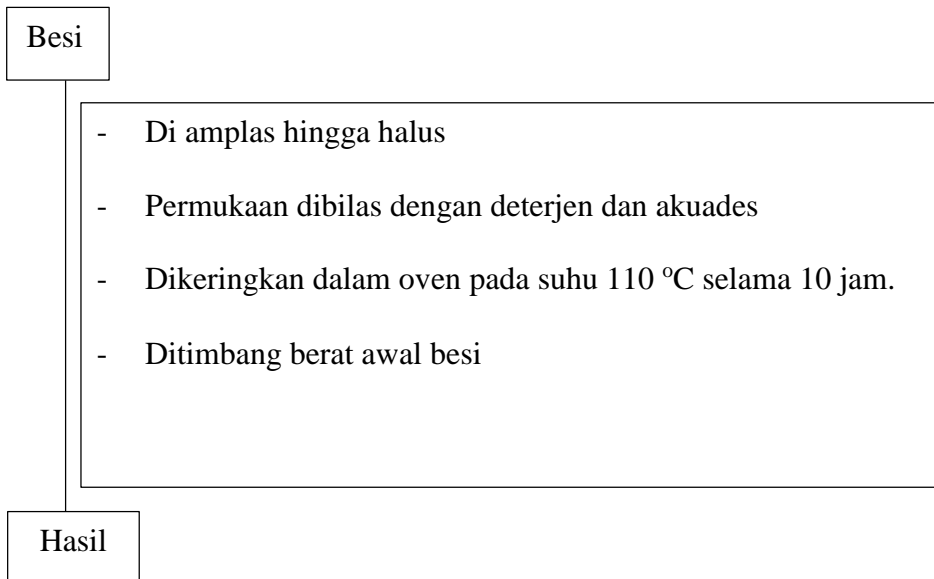 Besi
- Di amplas hingga halus
- Permukaan dibilas dengan deterjen dan akuades
- Dikeringkan dalam oven pada suhu 110 °C selama 10 jam.
- Ditimbang berat awal besi
Hasil